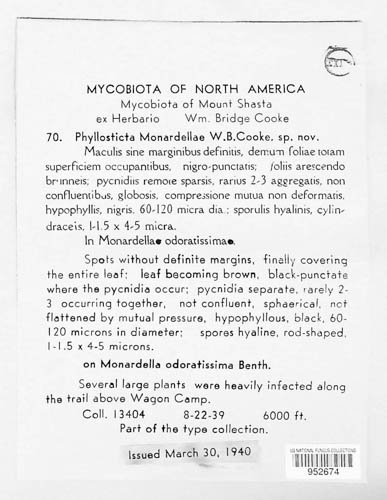 MYCOBIOTA OF NORTH AMERICA
Mycobiota of Mount Shasta
ex Herbario Wm. Bridge Cooke
70. Phyllosticta Monardellae W.B.Cooke. sp. nov.
Maculis sine marginibus definitis, demum foliae totam
superficiem occupantibus, nigro-punctatis; foliis arescendo
brunneis; pycnidiis remote sparsis, rarius 2-3 aggregatis, non
confluentibus, globosis, compressione mutua non deformatis,
hypophyllis, nigris, 60-120 micra dia.; sporulis hyalinis, cylin-
draceis, 1-1.5 x 4-5 micra.
In Monardellae odoratissimae.
Spots without definite margins, finally covering
the entire leaf; leaf becoming brown, black-punctate
where the pycnidia occur; pycnidia separate, rarely 2-
3 occurring together, not confluent, sphaerical, not
flattened by mutual pressure, hypophyllous, black, 60-
120 microns in diameter; spores hyaline, rod-shaped,
1-1.5 x 4-5 microns.
on Monardella odoratissima Benth.
Several large plants were heavily infected along
the trail above Wagon Camp.
Coll. 13404 8-22-39 6000 ft.
Part of the type collection.
Issued March 30, 1940
US NATIONAL FUNGUS COLLECTIONS
952674